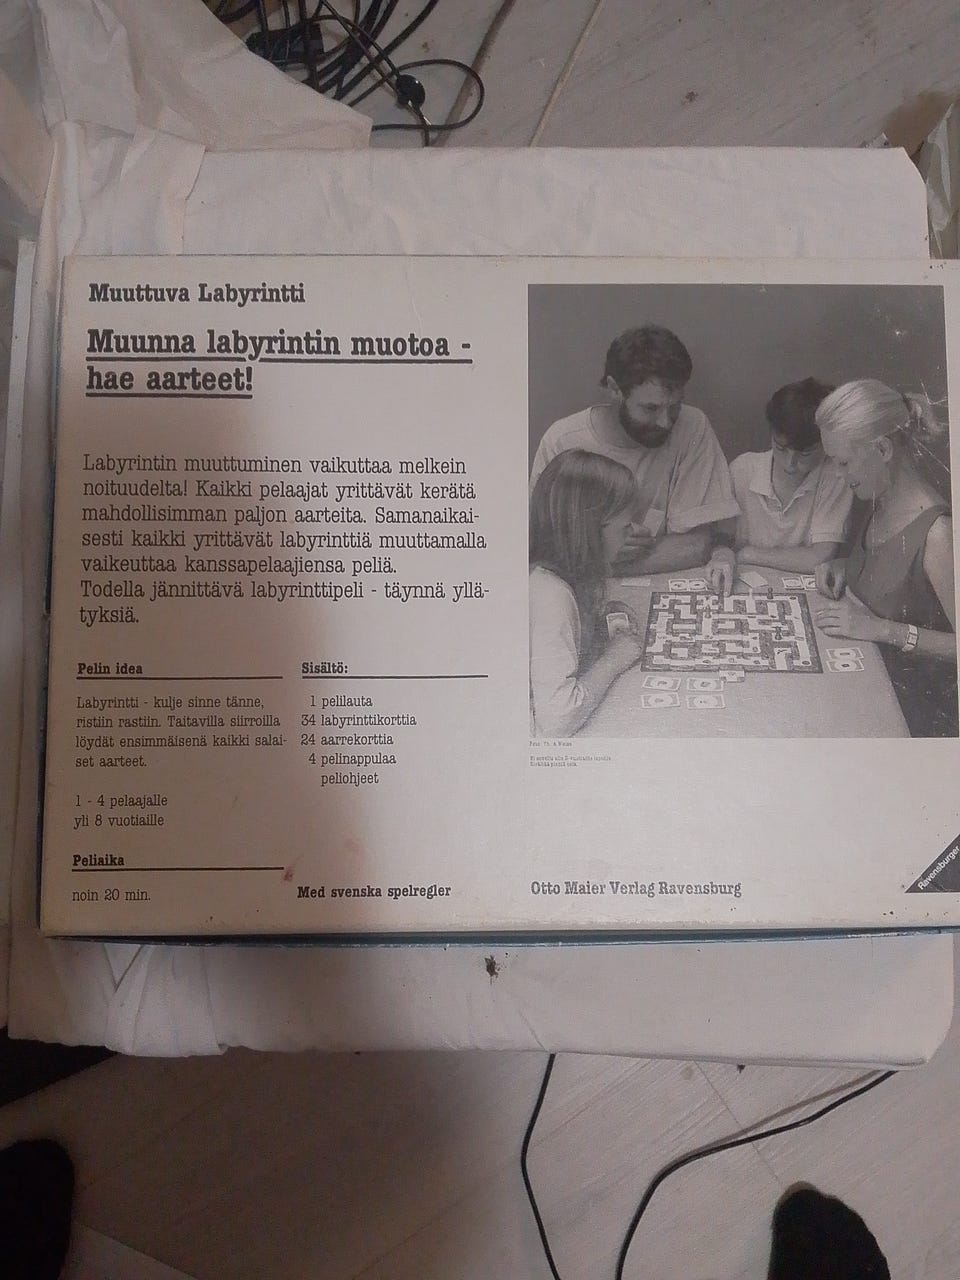 Muuttuva Labyrintti
Muunna labyrintin muotoa -
hae aarteet!
Labyrintin muuttuminen vaikuttaa melkein
noituudelta! Kaikki pelaajat yrittävät kerätä
mahdollisimman paljon aarteita. Samanaikai-
sesti kaikki yrittävät labyrinttiä muuttamalla
vaikeuttaa kanssapelaajiensa peliä.
Todella jännittävä labyrinttipeli - täynnä yllä-
tyksiä.
Pelin idea
Labyrintti - kulje sinne tänne,
ristiin rastiin. Taitavilla siirroilla
löydät ensimmäisenä kaikki salai-
set aarteet.
1 - 4 pelaajalle
yli 8 vuotiaille
Peliaika
noin 20 min.
Sisältö:
1 pelilauta
34 labyrinttikorttia
24 aarrekorttia
4 pelinappulaa
peliohjeet
Med svenska spelregler
Otto Maier Verlag Ravensburg
Ravensburger